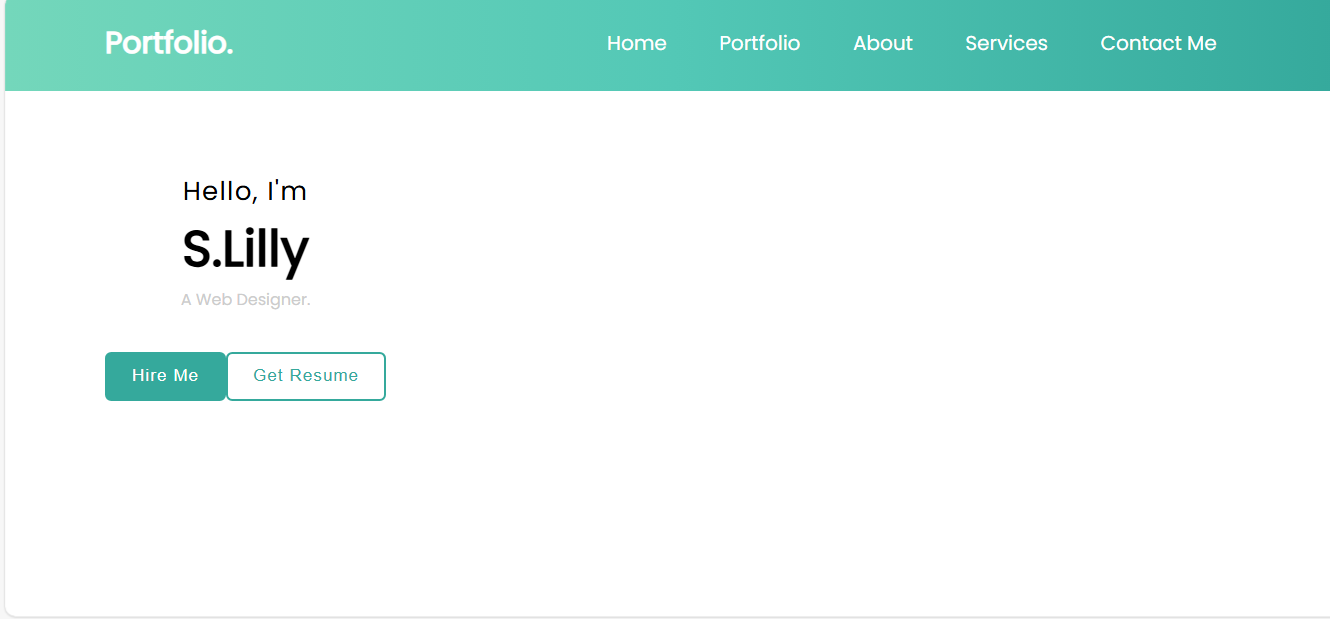 Portfolio. Home Portfolio About Services Contact Me
Hello, I'm
S.Lilly
A Web Designer.
Hire Me Get Resume